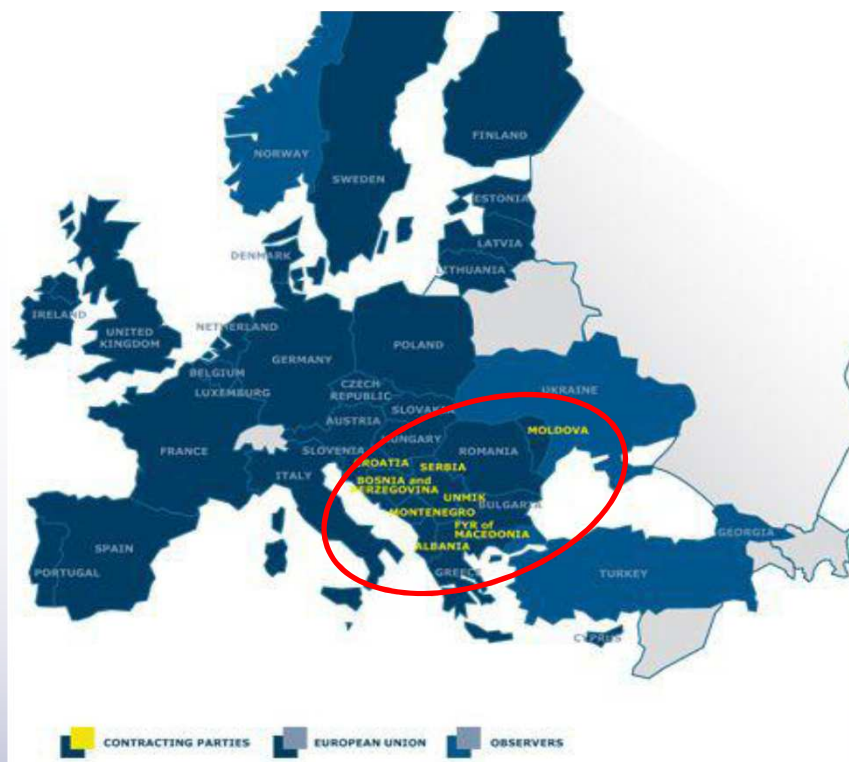 FINLAND
NORWAY
SWEDEN
ESTONIA
LATVIA
DENMARK
LITHUANIA
IRELAND
UNITED
KINGDOM
NETHERLAND
POLAND
GERMANY
BELGIUM
LUXEMBURG
CZECH
REPUBLIC
UKRAINE
SLOVAKIA
AUSTRIA
MOLDOVA
HUNGARY
FRANCE
SLOVENIA
ROMANIA
CROATIA
SERBIA
ITALY
BOSNIA and
HERZEGOVINA
UNMIK
BULGARIA
MONTENEGRO
FYR of
MACEDONIA
GEORGIA
SPAIN
ALBANIA
PORTUGAL
GREECE
TURKEY
CYPRUS
CONTRACTING PARTIES
EUROPEAN UNION
OBSERVERS